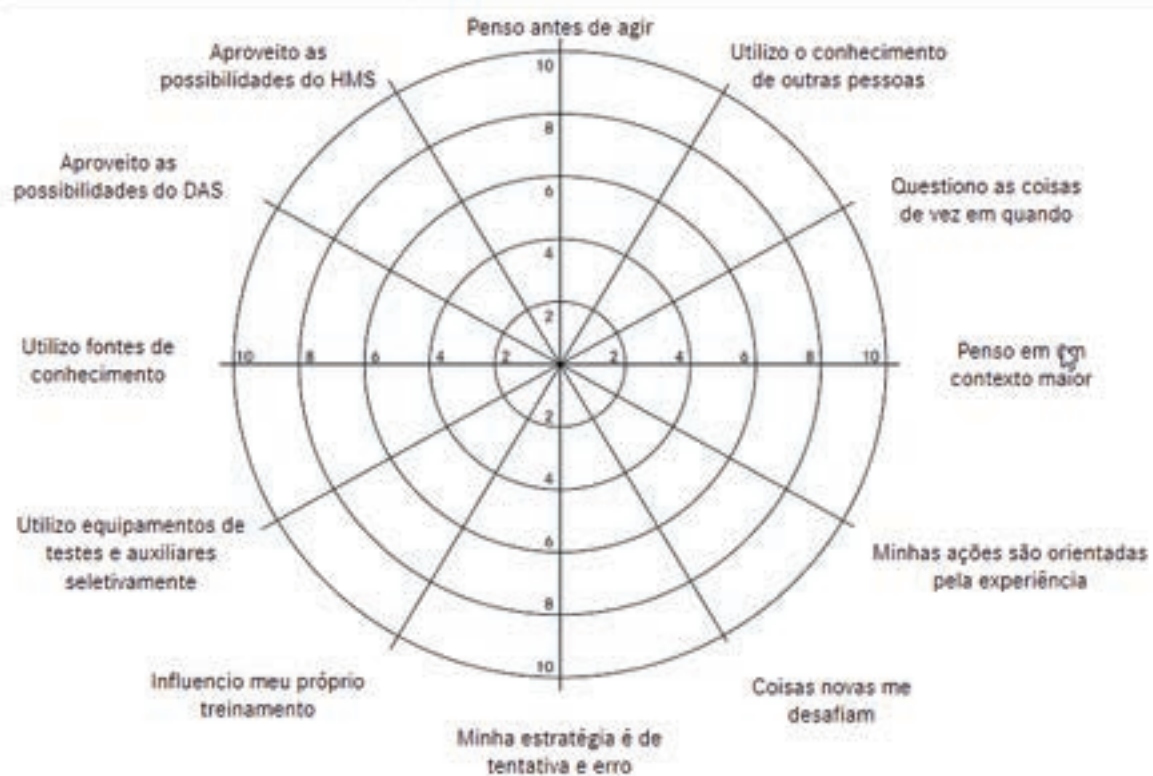 Penso antes de agir
Utilizo o conhecimento
de outras pessoas
Questiono as coisas
de vez em quando
Penso em
contexto maior
Minhas ações são orientadas
pela experiência
Coisas novas me
desafiam
Minha estratégia é de
tentativa e erro
Influencio meu próprio
treinamento
Utilizo equipamentos de
testes e auxiliares
seletivamente
Utilizo fontes de
conhecimento
Aproveito as
possibilidades do DAS
Aproveito as
possibilidades do HMS
10
8
6
4
2
10 8 6 4 2 2 4 6 8 10
2
4
6
8
10